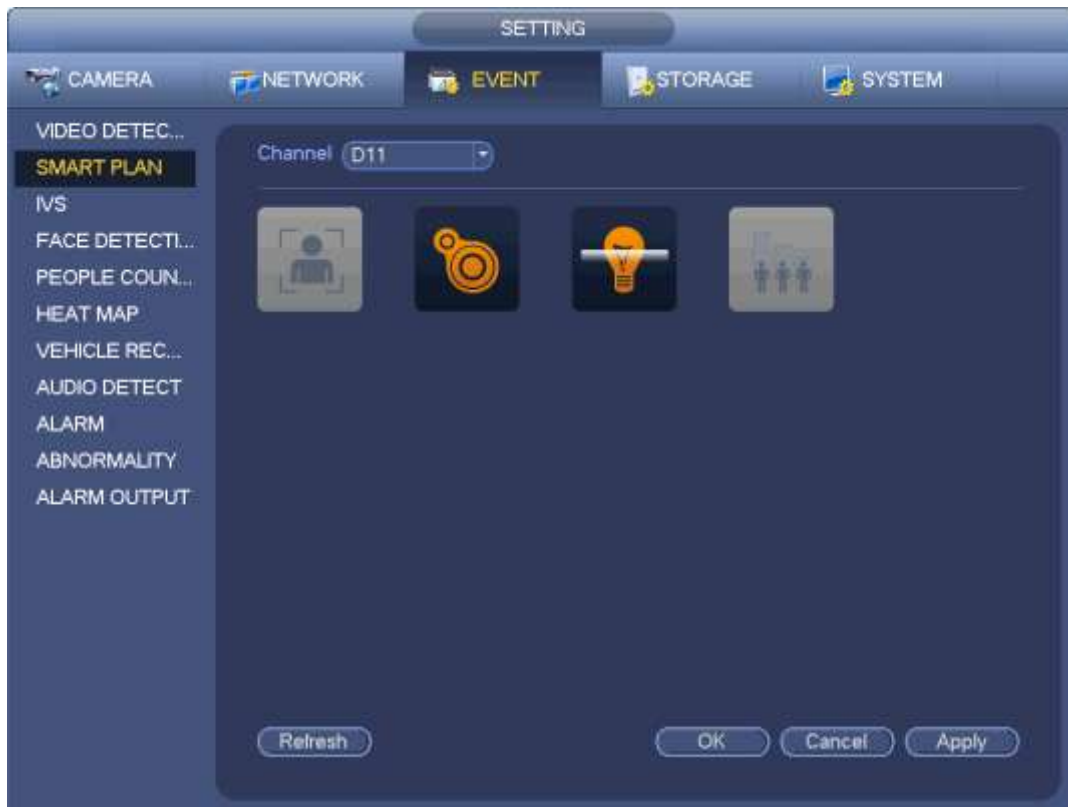 SETTING
CAMERA NETWORK EVENT STORAGE SYSTEM
VIDEO DETEC...
SMART PLAN
IVS
FACE DETECTI...
PEOPLE COUN...
HEAT MAP
VEHICLE REC...
AUDIO DETECT
ALARM
ABNORMALITY
ALARM OUTPUT
Channel D11
Refresh OK Cancel Apply